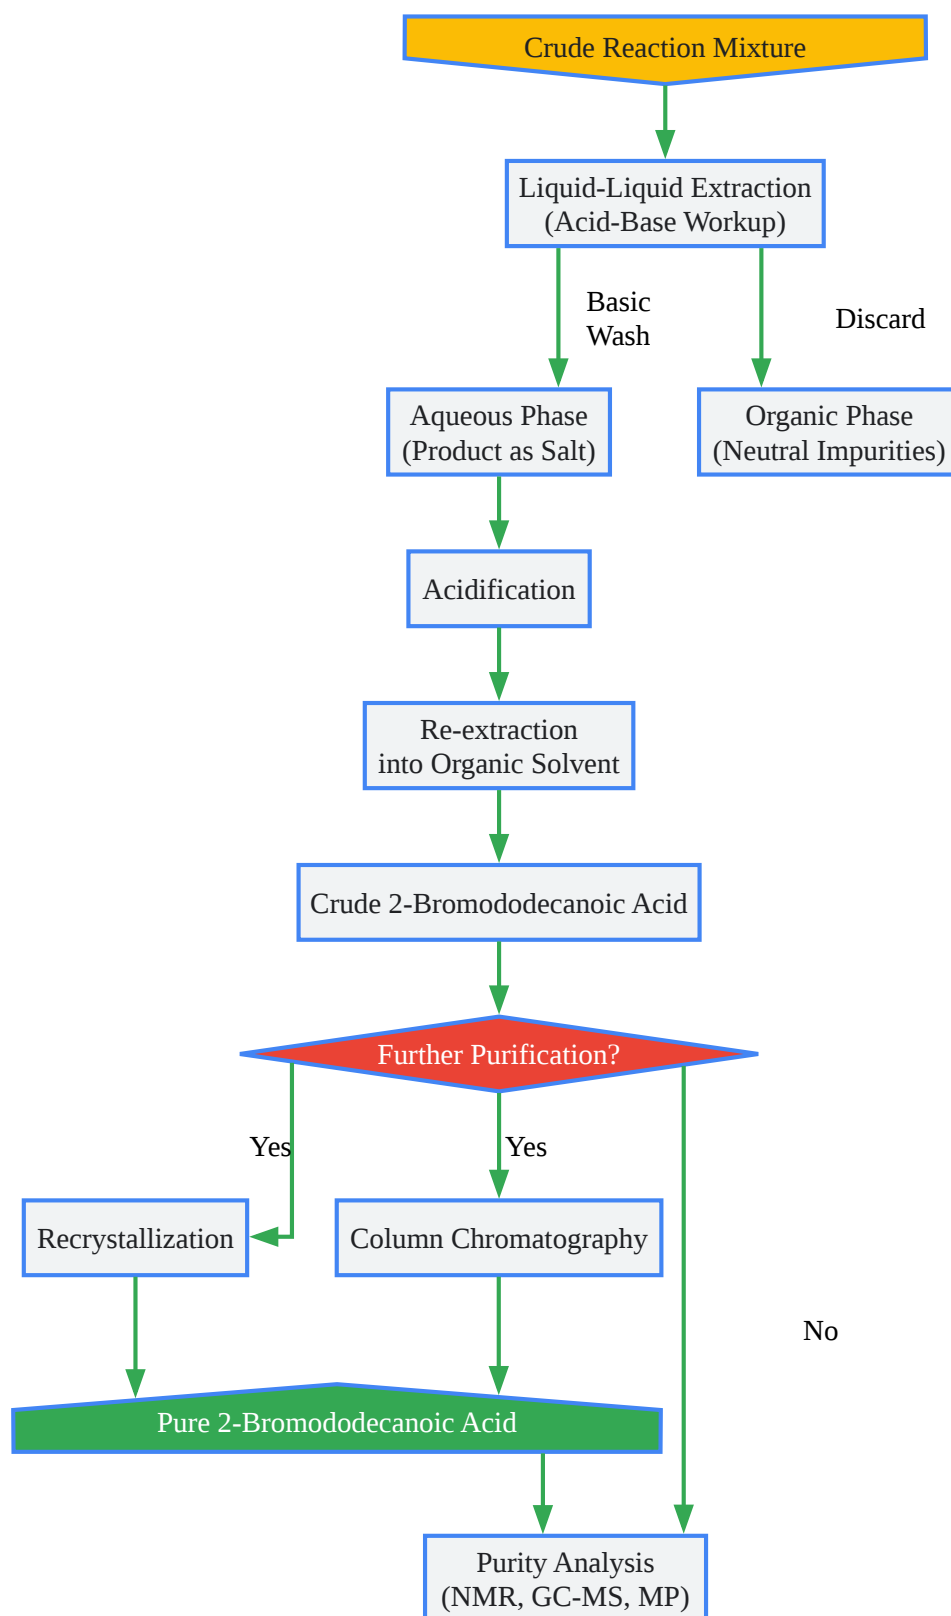 Crude Reaction Mixture
Liquid-Liquid Extraction
(Acid-Base Workup)
Basic
Wash
Discard
Aqueous Phase
(Product as Salt)
Organic Phase
(Neutral Impurities)
Acidification
Re-extraction
into Organic Solvent
Crude 2-Bromododecanoic Acid
Further Purification?
Yes
Yes
Recrystallization
Column Chromatography
No
Pure 2-Bromododecanoic Acid
Purity Analysis
(NMR, GC-MS, MP)